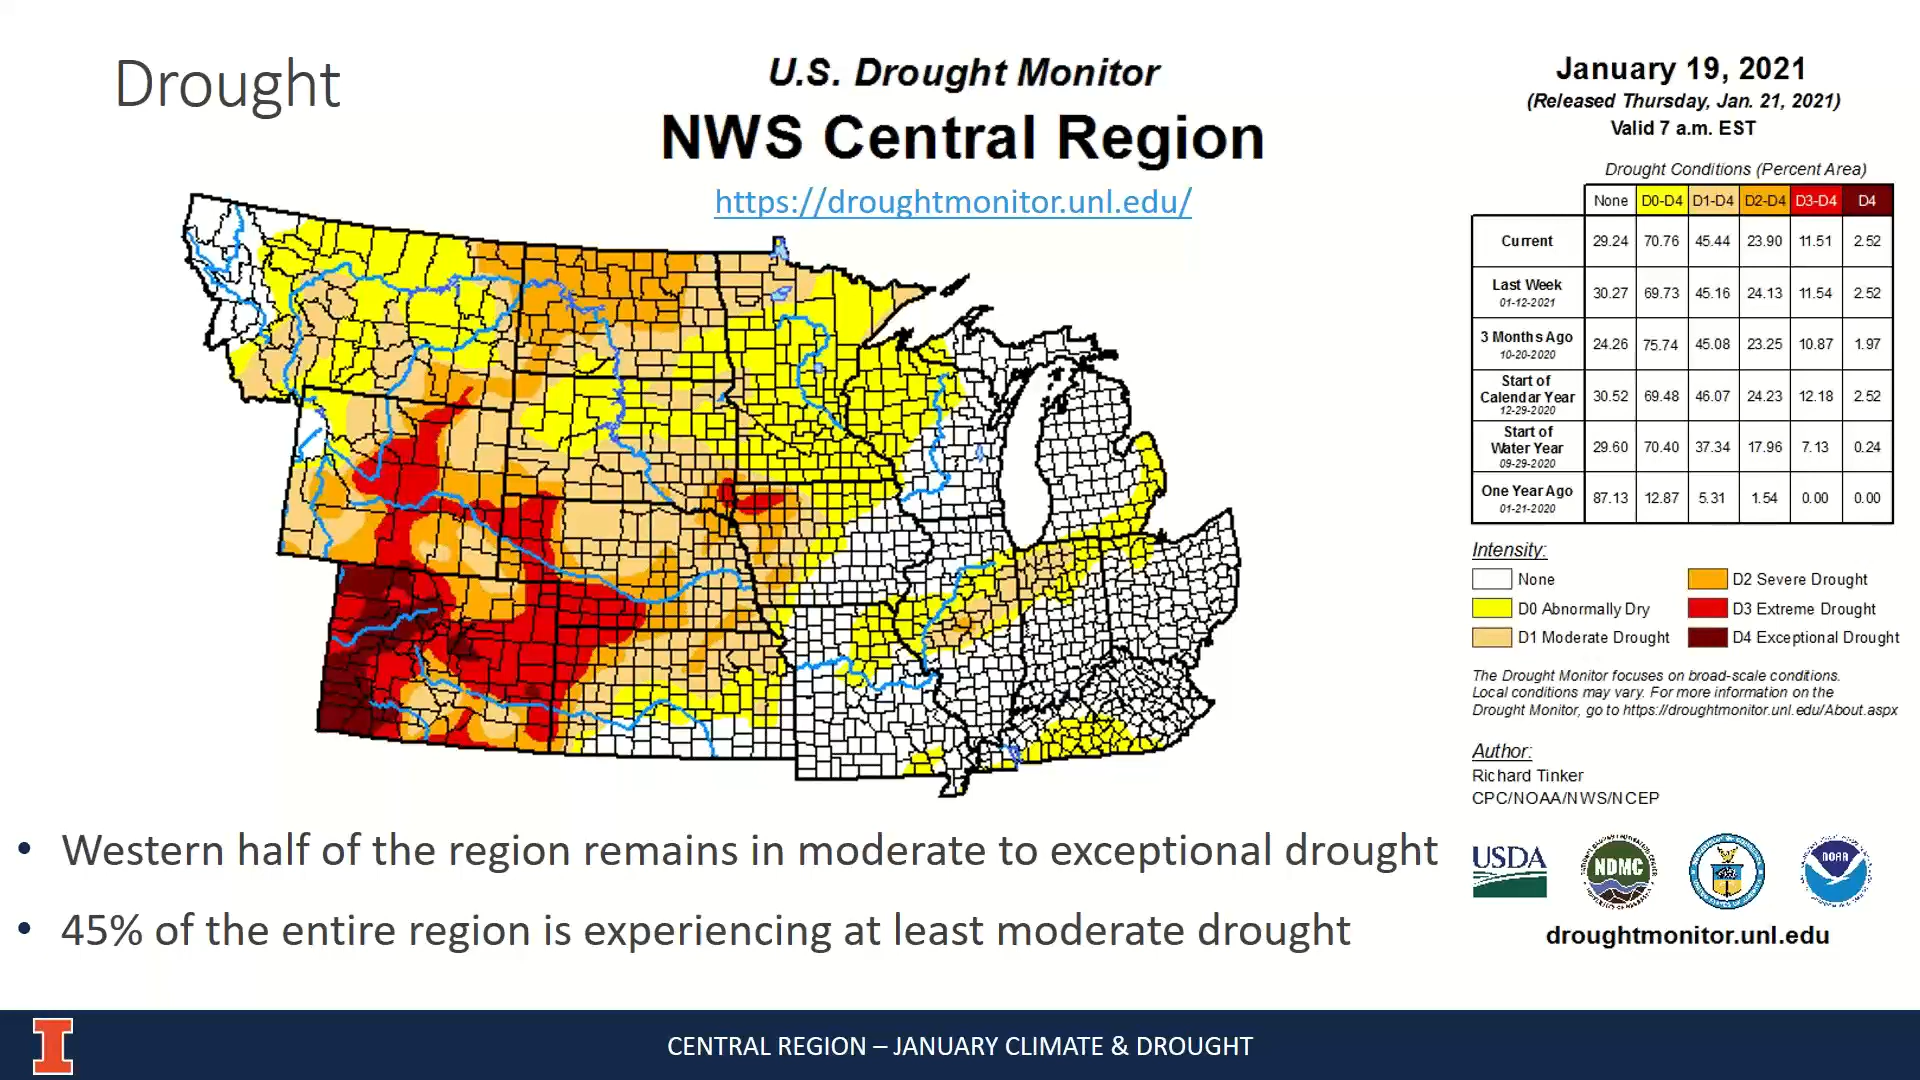 Drought
U.S. Drought Monitor
NWS Central Region
https://droughtmonitor.unl.edu/
January 19, 2021
(Released Thursday, Jan. 21, 2021)
Valid 7 a.m. EST
Drought Conditions (Percent Area)
None D0-D4 D1-D4 D2-D4 D3-D4 D4
Current 29.24 70.76 45.44 23.90 11.51 2.52
Last Week
01-12-2021
30.27 69.73 45.16 24.13 11.54 2.52
3 Months Ago
10-20-2020
24.26 75.74 45.08 23.25 10.87 1.97
Start of
Calendar Year
12-29-2020
30.52 69.48 46.07 24.23 12.18 2.52
Start of
Water Year
09-29-2020
29.60 70.40 37.34 17.96 7.13 0.24
One Year Ago
01-21-2020
87.13 12.87 5.31 1.54 0.00 0.00
Intensity:
None
D0 Abnormally Dry
D1 Moderate Drought
D2 Severe Drought
D3 Extreme Drought
D4 Exceptional Drought
The Drought Monitor focuses on broad-scale conditions.
Local conditions may vary. For more information on the
Drought Monitor, go to https://droughtmonitor.unl.edu/About.aspx
Author:
Richard Tinker
CPC/NOAA/NWS/NCEP
USDA
NDMC
NOAA
droughtmonitor.unl.edu
• Western half of the region remains in moderate to exceptional drought
• 45% of the entire region is experiencing at least moderate drought
I
CENTRAL REGION – JANUARY CLIMATE & DROUGHT